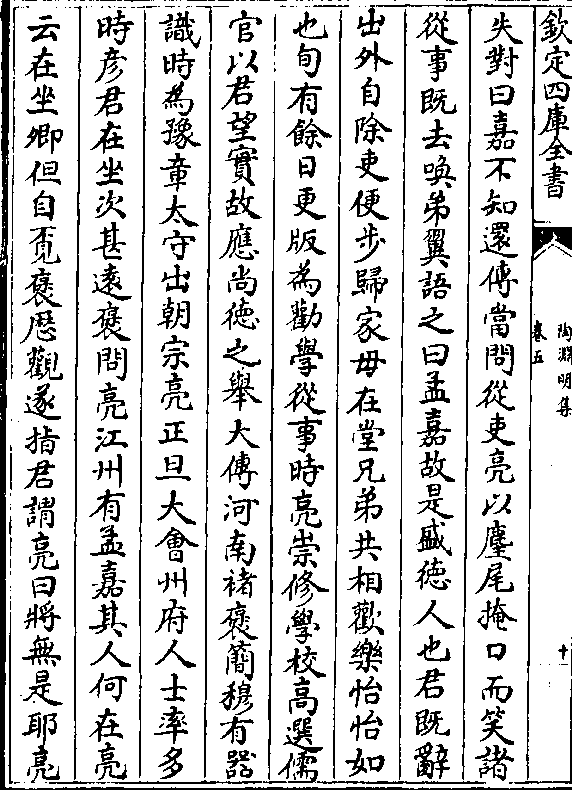 欽定四庫全書
陶淵明集
卷五
十
失對曰嘉不知還傳當問從吏亮以麈尾掩口而笑諸
從事既去喚弟翼語之曰孟嘉故是盛德人也君既辭
出外自除吏便步歸家母在堂兄弟共相歡樂怡怡如
也旬有餘日更版為勸學從事時亮崇修學校高選儒
官以君望實故應尚德之舉大傅河南褚裒簡穆有器
識時為豫章太守出朝宗亮正旦大會州府人士率多
時彥君在坐次甚遠裒問亮江州有孟嘉其人何在亮
云在坐卿但自覓裒厯觀遂指君謂亮曰將無是耶亮